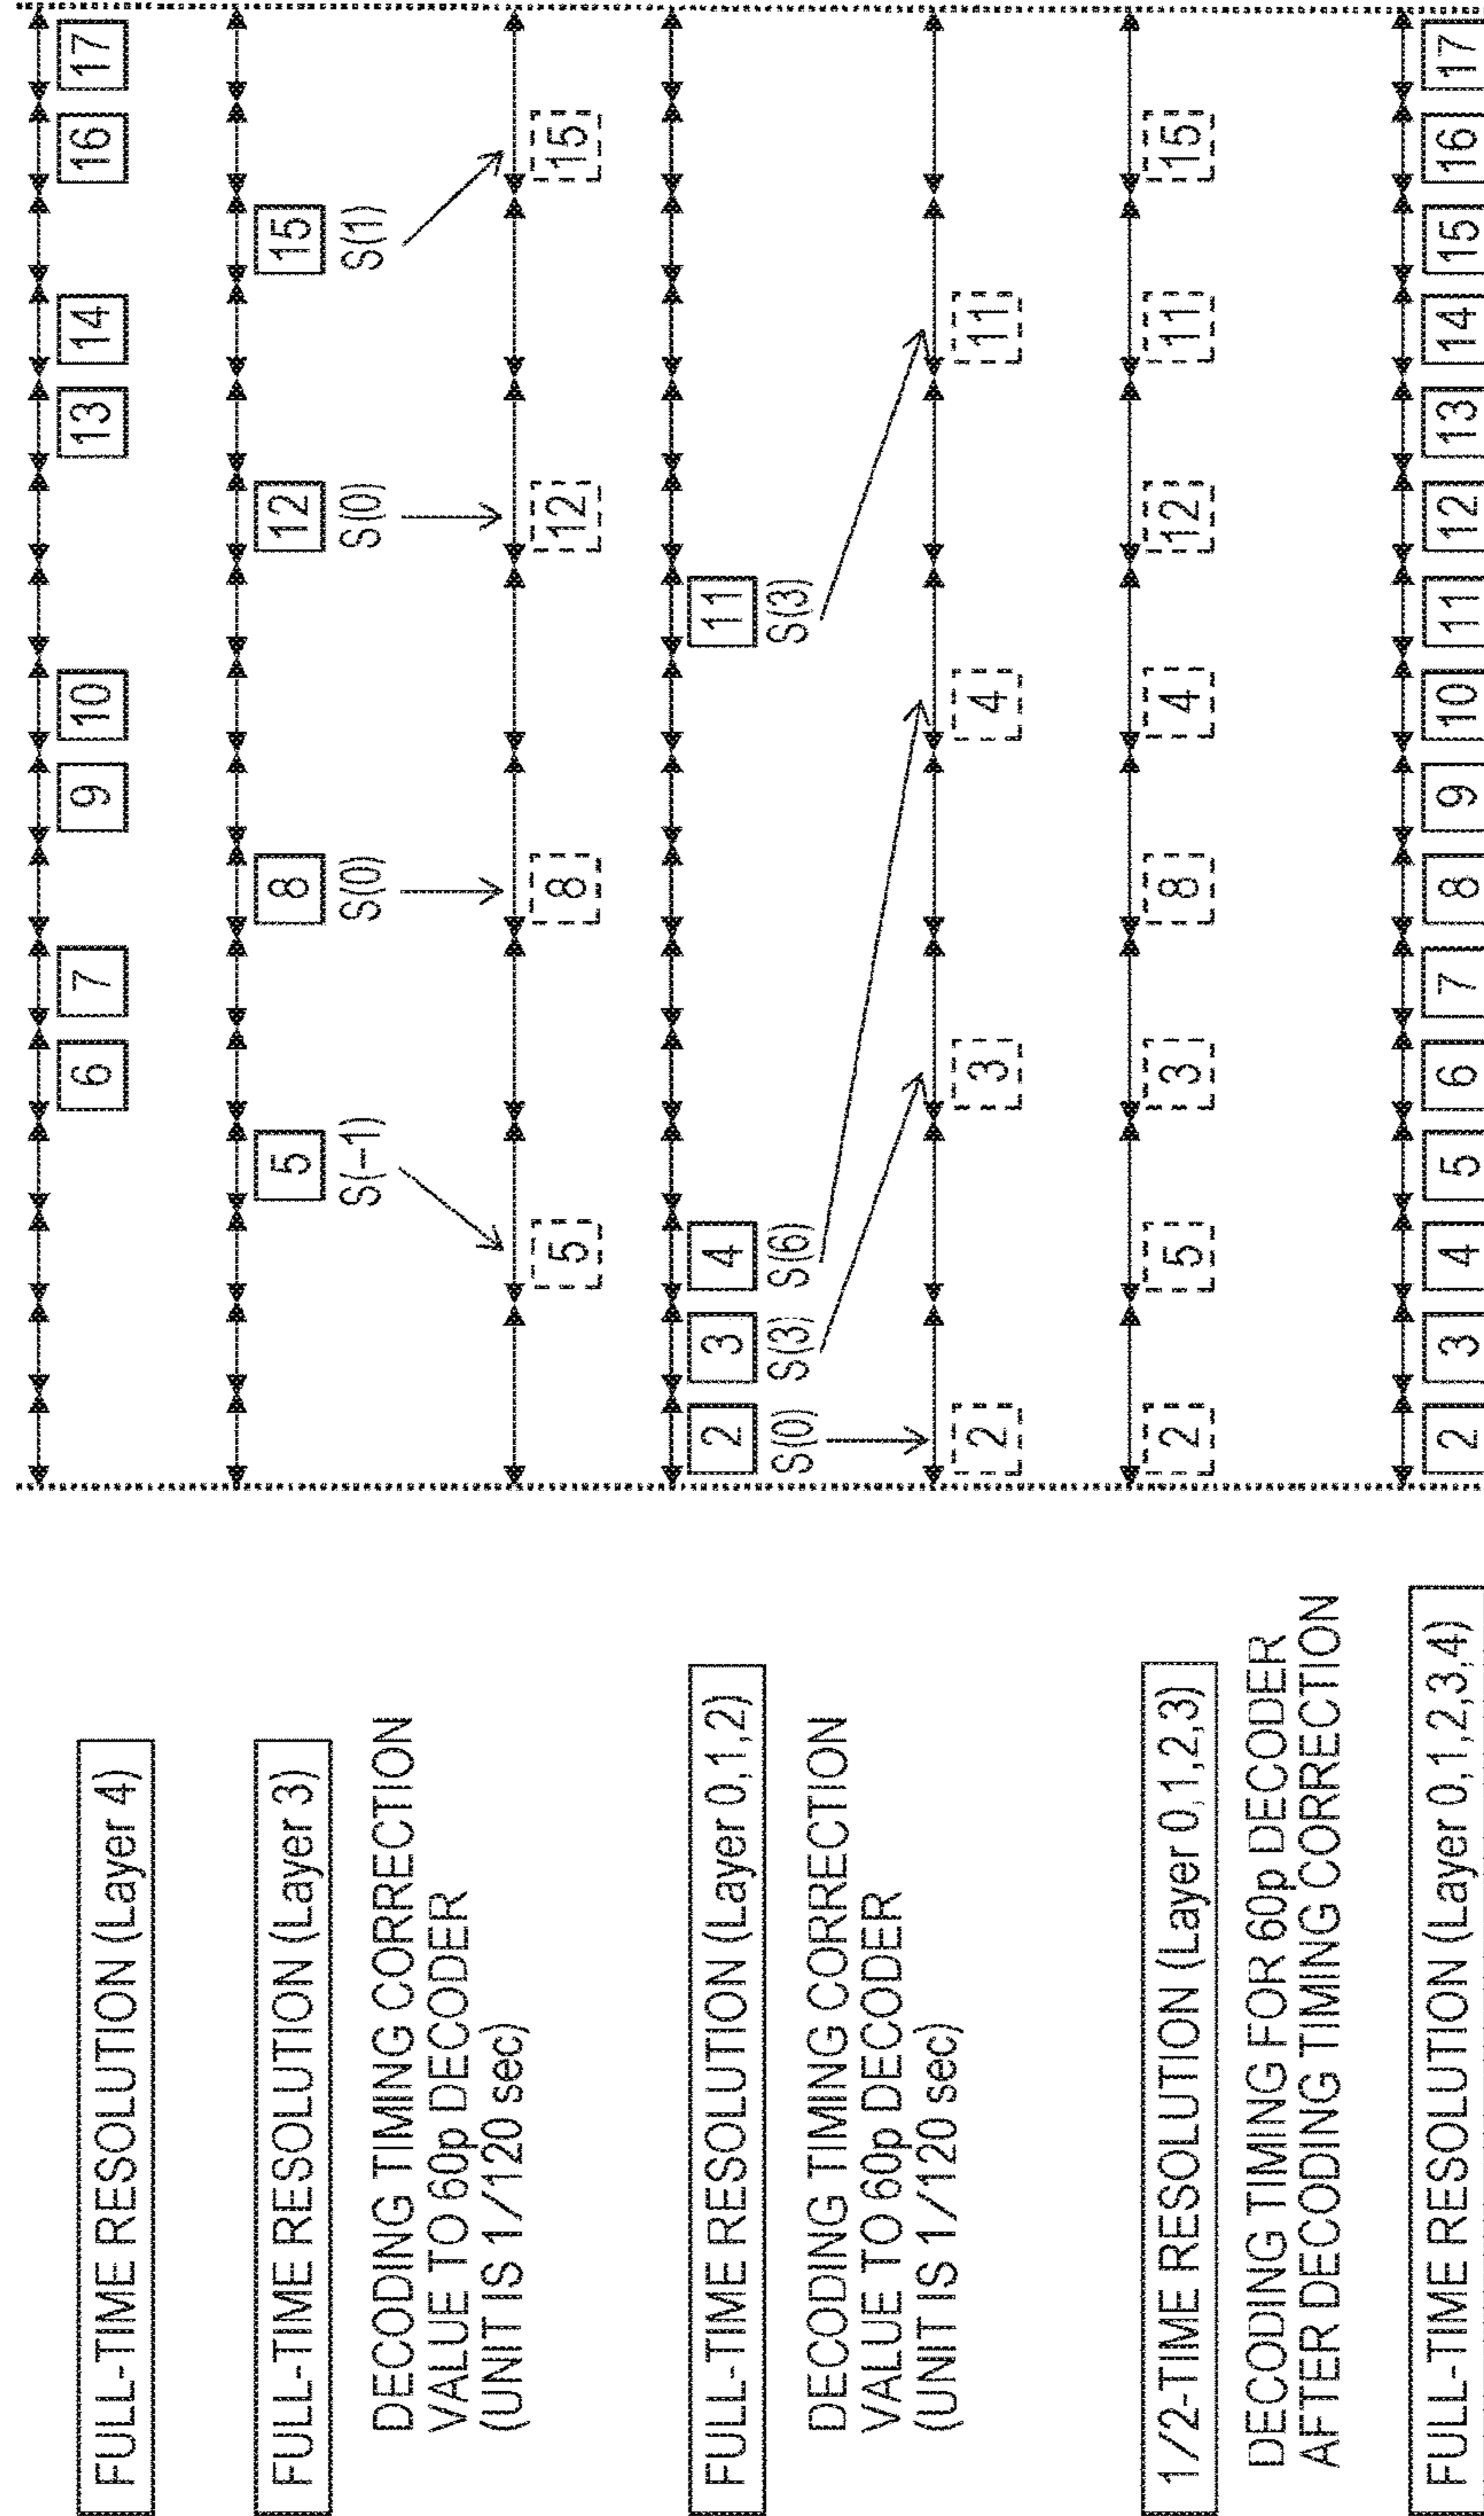 FULL-TIME RESOLUTION (Layer 4)
6 7 9 10 13 14 16 17
FULL-TIME RESOLUTION (Layer 3)
5 8 12 15
S(-1) S(0) S(0) S(1)
DECODING TIMING CORRECTION
VALUE TO 60p DECODER
(UNIT IS 1/120 sec)
5 8 12 15
FULL-TIME RESOLUTION (Layer 0,1,2)
2 3 4 11
S(0) S(3) S(6) S(3)
DECODING TIMING CORRECTION
VALUE TO 60p DECODER
(UNIT IS 1/120 sec)
2 3 4 11
1/2-TIME RESOLUTION (Layer 0,1,2,3)
2 5 3 8 4 12 11 15
DECODING TIMING FOR 60p DECODER
AFTER DECODING TIMING CORRECTION
FULL-TIME RESOLUTION (Layer 0,1,2,3,4)
2 3 4 5 6 7 8 9 10 11 12 13 14 15 16 17